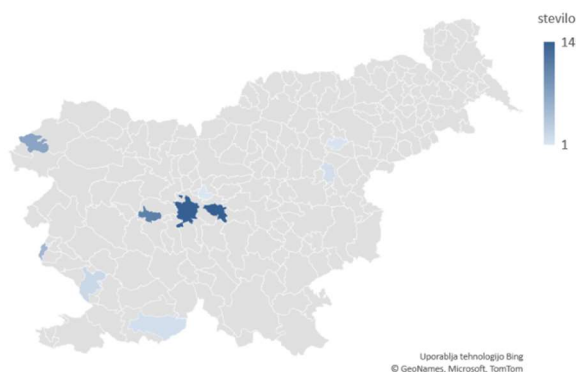 stevilo
14
1
Uporablja tehnologijo Bing
© GeoNames, Microsoft, TomTom